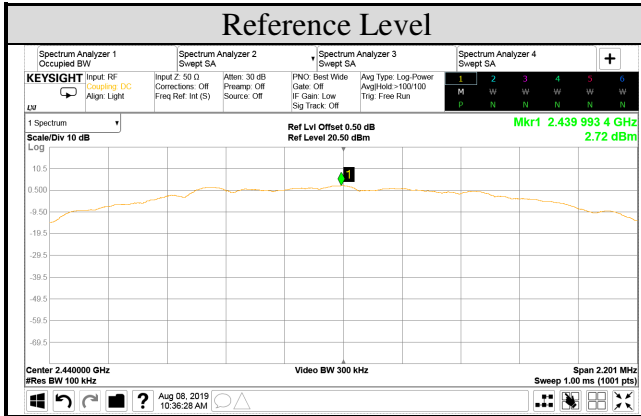 Reference Level
Spectrum Analyzer 1
Occupied BW
Spectrum Analyzer 2
Swept SA
Spectrum Analyzer 3
Swept SA
Spectrum Analyzer 4
Swept SA
KEYSIGHT
Input: RF
Coupling: DC
Align: Light
Input Z: 50 Ω
Corrections: Off
Freq Ref: Int (S)
Atten: 30 dB
Preamp: Off
Source: Off
PNO: Best Wide
Gate: Off
IF Gain: Low
Sig Track: Off
Avg Type: Log-Power
Avg|Hold:>100/100
Trig: Free Run
1 2 3 4 5 6
M W W W W W
P N N N N N
LXI
1 Spectrum
Scale/Div 10 dB
Ref Lvl Offset 0.50 dB
Ref Level 20.50 dBm
Mkr1 2.439 993 4 GHz
2.72 dBm
Log
1
10.5
0.500
-9.50
-19.5
-29.5
-39.5
-49.5
-59.5
-69.5
Center 2.440000 GHz
#Res BW 100 kHz
Video BW 300 kHz
Span 2.201 MHz
Sweep 1.00 ms (1001 pts)
Aug 08, 2019
10:36:28 AM